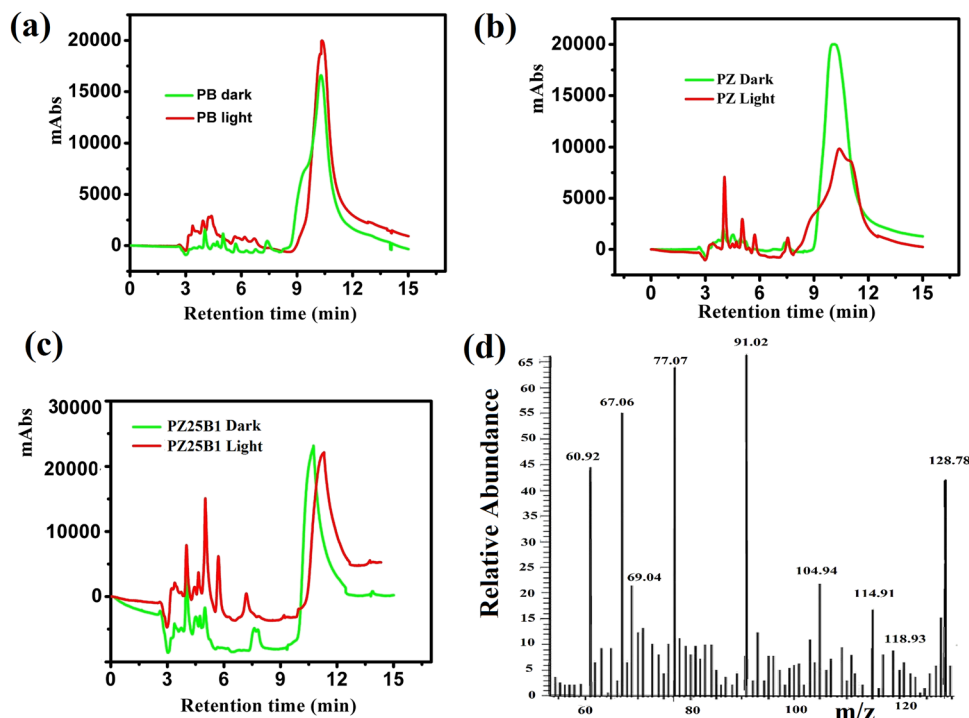 (a)
20000
15000
10000
5000
0
mAbs
PB dark
PB light
0 3 6 9 12 15
Retention time (min)
(b)
20000
15000
10000
5000
0
mAbs
PZ Dark
PZ Light
0 3 6 9 12 15
Retention time (min)
(c)
30000
20000
10000
0
mAbs
PZ25B1 Dark
PZ25B1 Light
0 3 6 9 12 15
Retention time (min)
(d)
91.02
77.07
67.06
60.92
128.78
69.04
104.94
114.91
118.93
65
60
55
50
45
40
35
30
25
20
15
10
5
0
Relative Abundance
60 80 100 120
m/z